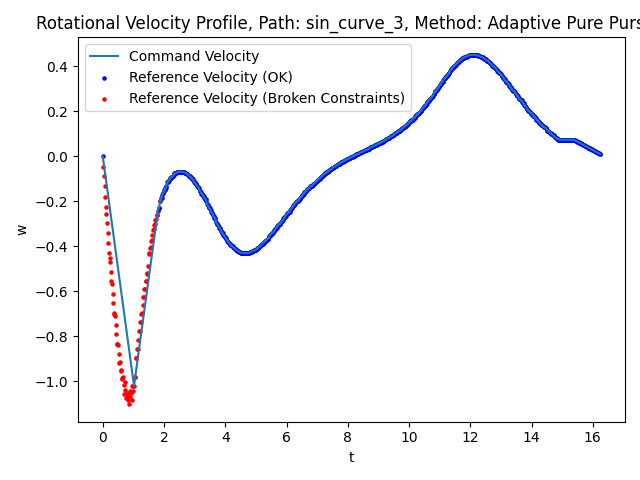 Rotational Velocity Profile, Path: sin_curve_3, Method: Adaptive Pure Purs
Command Velocity
Reference Velocity (OK)
Reference Velocity (Broken Constraints)
0.4
0.2
0.0
−0.2
−0.4
−0.6
−0.8
−1.0
w
0 2 4 6 8 10 12 14 16
t